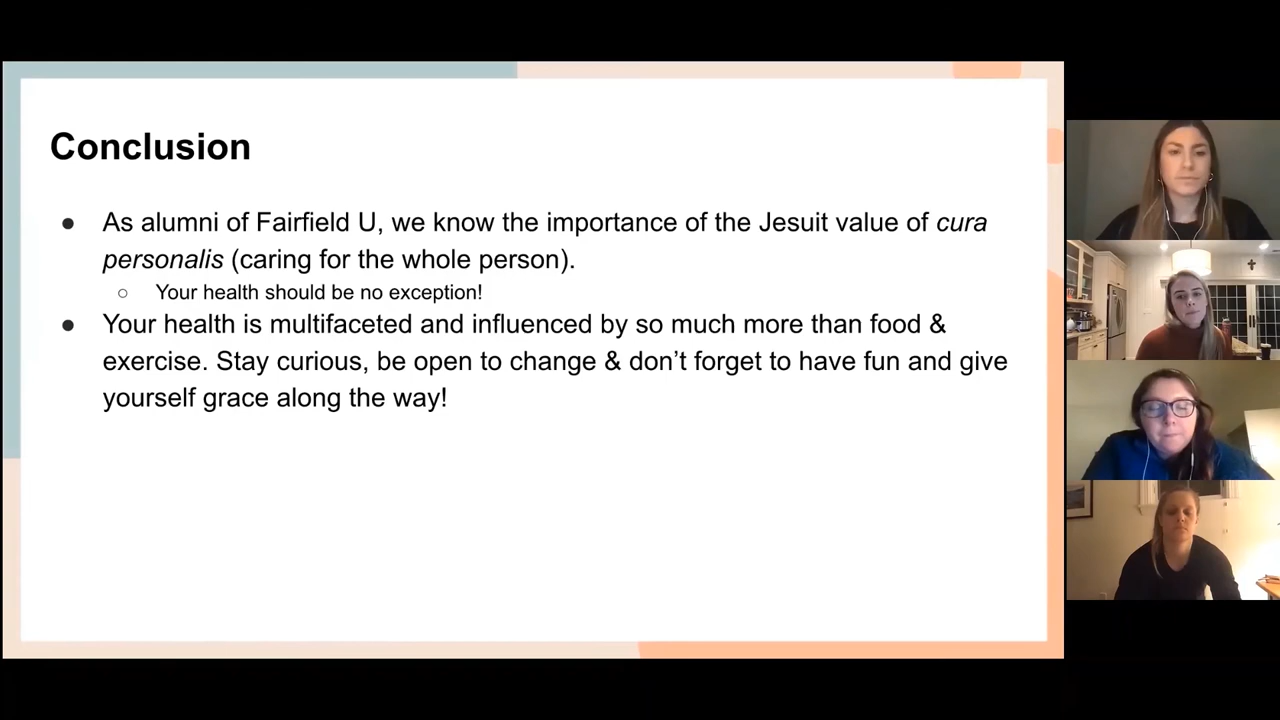 Conclusion
● As alumni of Fairfield U, we know the importance of the Jesuit value of cura
personalis (caring for the whole person).
○ Your health should be no exception!
● Your health is multifaceted and influenced by so much more than food &
exercise. Stay curious, be open to change & don’t forget to have fun and give
yourself grace along the way!